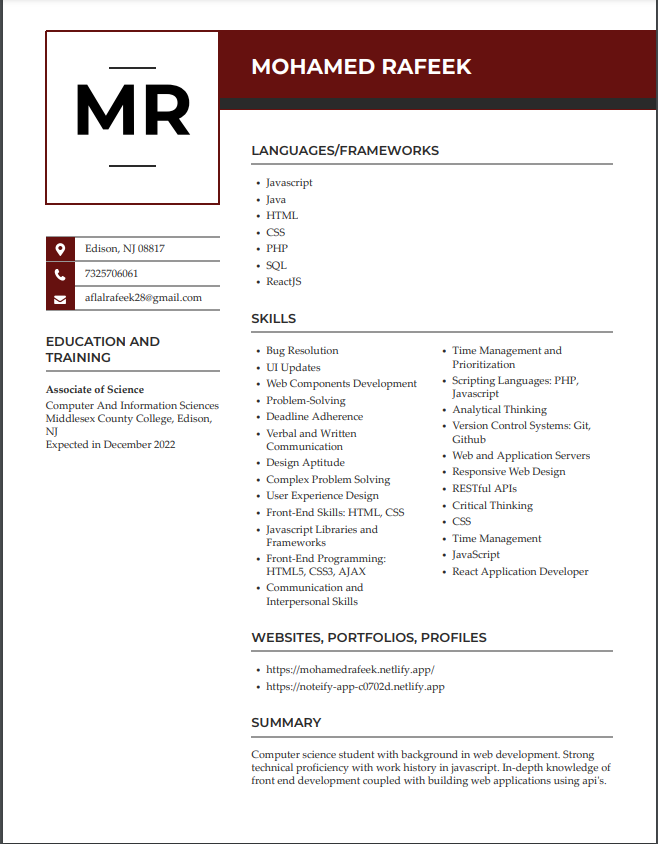 MR
MOHAMED RAFEEK
Edison, NJ 08817
7325706061
aflalrafeek28@gmail.com
EDUCATION AND
TRAINING
Associate of Science
Computer And Information Sciences
Middlesex County College, Edison,
NJ
Expected in December 2022
LANGUAGES/FRAMEWORKS
• Javascript
• Java
• HTML
• CSS
• PHP
• SQL
• ReactJS
SKILLS
• Bug Resolution
• UI Updates
• Web Components Development
• Problem-Solving
• Deadline Adherence
• Verbal and Written
Communication
• Design Aptitude
• Complex Problem Solving
• User Experience Design
• Front-End Skills: HTML, CSS
• Javascript Libraries and
Frameworks
• Front-End Programming:
HTML5, CSS3, AJAX
• Communication and
Interpersonal Skills
• Time Management and
Prioritization
• Scripting Languages: PHP,
Javascript
• Analytical Thinking
• Version Control Systems: Git,
Github
• Web and Application Servers
• Responsive Web Design
• RESTful APIs
• Critical Thinking
• CSS
• Time Management
• JavaScript
• React Application Developer
WEBSITES, PORTFOLIOS, PROFILES
• https://mohamedrafeek.netlify.app/
• https://noteify-app-c0702d.netlify.app
SUMMARY
Computer science student with background in web development. Strong
technical proficiency with work history in javascript. In-depth knowledge of
front end development coupled with building web applications using api's.